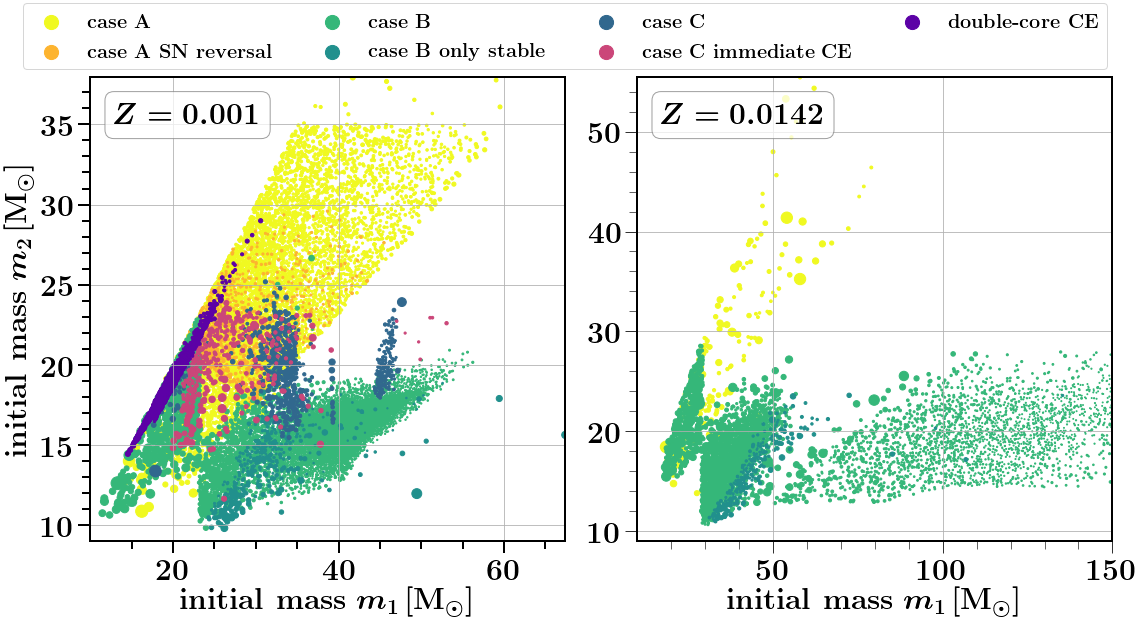 case A
case B
case C
double-core CE
case A SN reversal
case B only stable
case C immediate CE
Z = 0.001
Z = 0.0142
35
30
25
20
15
10
50
40
30
20
10
20
40
60
50
100
150
initial mass m₂ [M⊙]
initial mass m₁ [M⊙]
initial mass m₁ [M⊙]